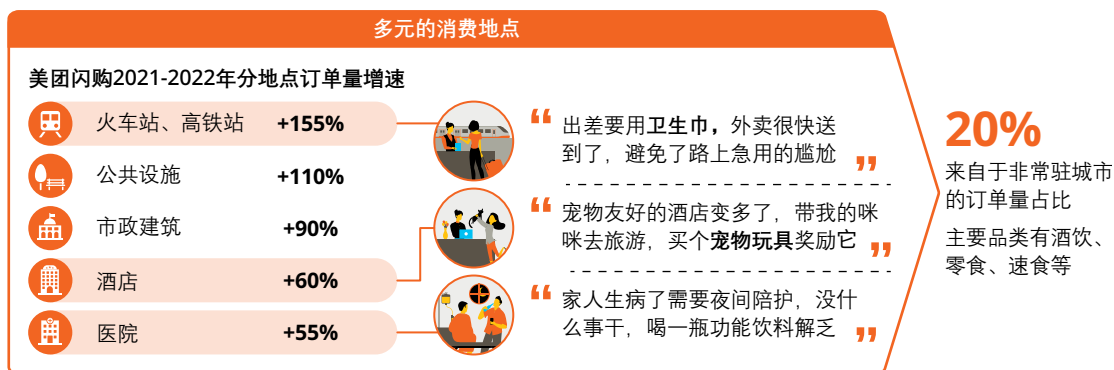 多元的消费地点
美团闪购2021-2022年分地点订单量增速
火车站、高铁站 +155%
公共设施 +110%
市政建筑 +90%
酒店 +60%
医院 +55%
“出差要用卫生巾，外卖很快送
到了，避免了路上急用的尴尬”
“宠物友好的酒店变多了，带我的咪
咪去旅游，买个宠物玩具奖励它”
“家人生病了需要夜间陪护，没什
么事干，喝一瓶功能饮料解乏”
20%
来自于非常驻城市
的订单量占比
主要品类有酒饮、
零食、速食等